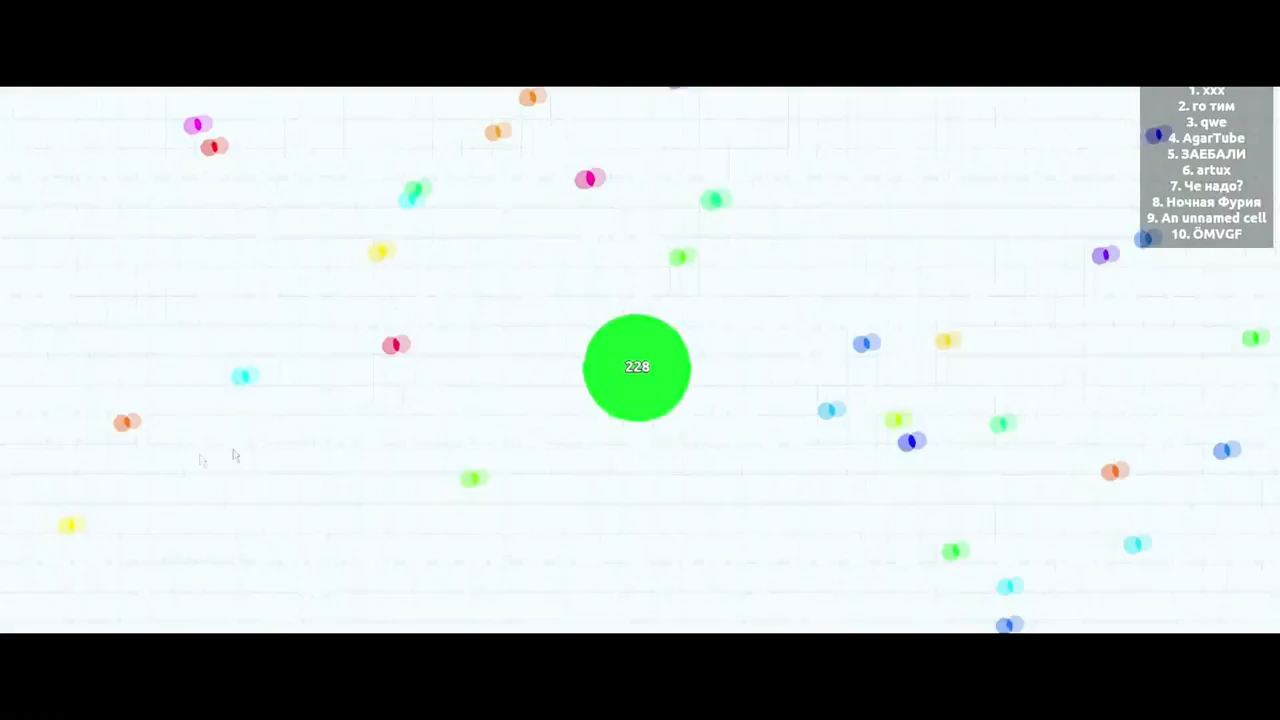 1. xxx
2. го тим
3. qwe
4. AgarTube
5. ЗАЕБАЛИ
6. artux
7. Че надо?
8. Ночная Фурия
9. An unnamed cell
10. ÖMVGF
228